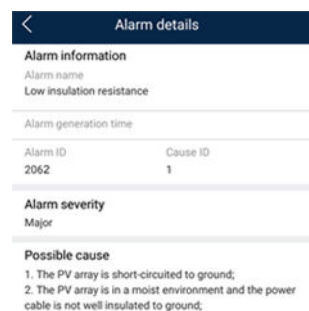 Alarm details
Alarm information
Alarm name
Low insulation resistance
Alarm generation time
Alarm ID Cause ID
2062 1
Alarm severity
Major
Possible cause
1. The PV array is short-circuited to ground;
2. The PV array is in a moist environment and the power
cable is not well insulated to ground;